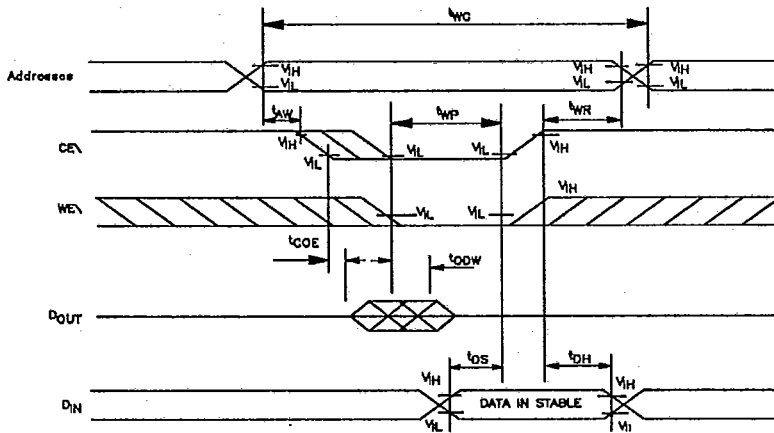 tWC
Addresses VIH VIH VIH
VIL VIL VIL
tAW tWP tWR
CE\ VIH VIL VIL VIL VIH
WE\ VIL VIL VIH
tCOE tODW
DOUT
tDS tDH
VIH VIH
DIN DATA IN STABLE
VIL VIL